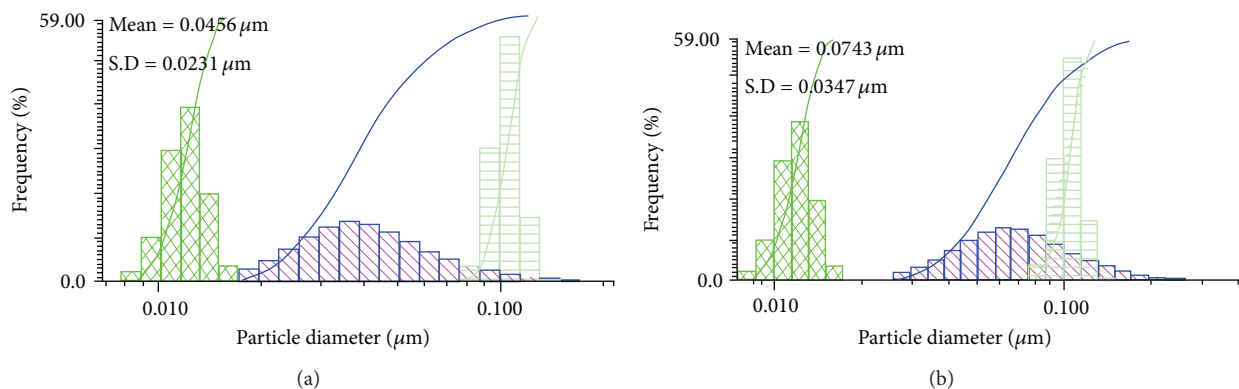 59.00
Mean = 0.0456 μm
S.D = 0.0231 μm
Frequency (%)
0.0
0.010
0.100
Particle diameter (μm)
(a)
59.00
Mean = 0.0743 μm
S.D = 0.0347 μm
Frequency (%)
0.0
0.010
0.100
Particle diameter (μm)
(b)